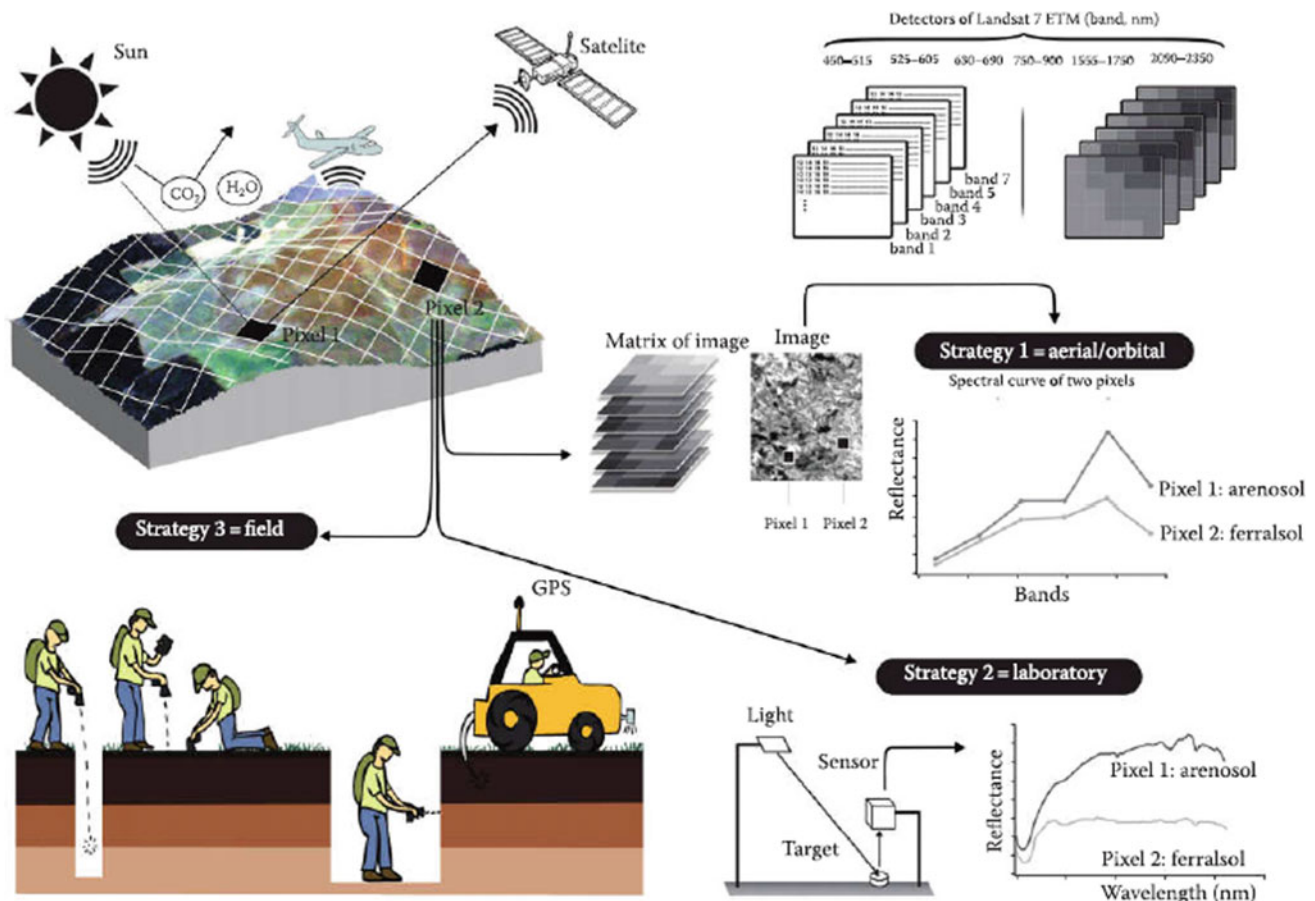 Sun
Satelite
CO2
H2O
Pixel 1
Pixel 2
Detectors of Landsat 7 ETM (band, nm)
450–515 525–605 630–690 750–900 1555–1750 2090–2350
band 7
band 5
band 4
band 3
band 2
band 1
Matrix of image
Image
Pixel 1 Pixel 2
Strategy 1 = aerial/orbital
Spectral curve of two pixels
Reflectance
Pixel 1: arenosol
Pixel 2: ferralsol
Bands
Strategy 3 = field
GPS
Strategy 2 = laboratory
Light
Sensor
Target
Reflectance
Pixel 1: arenosol
Pixel 2: ferralsol
Wavelength (nm)